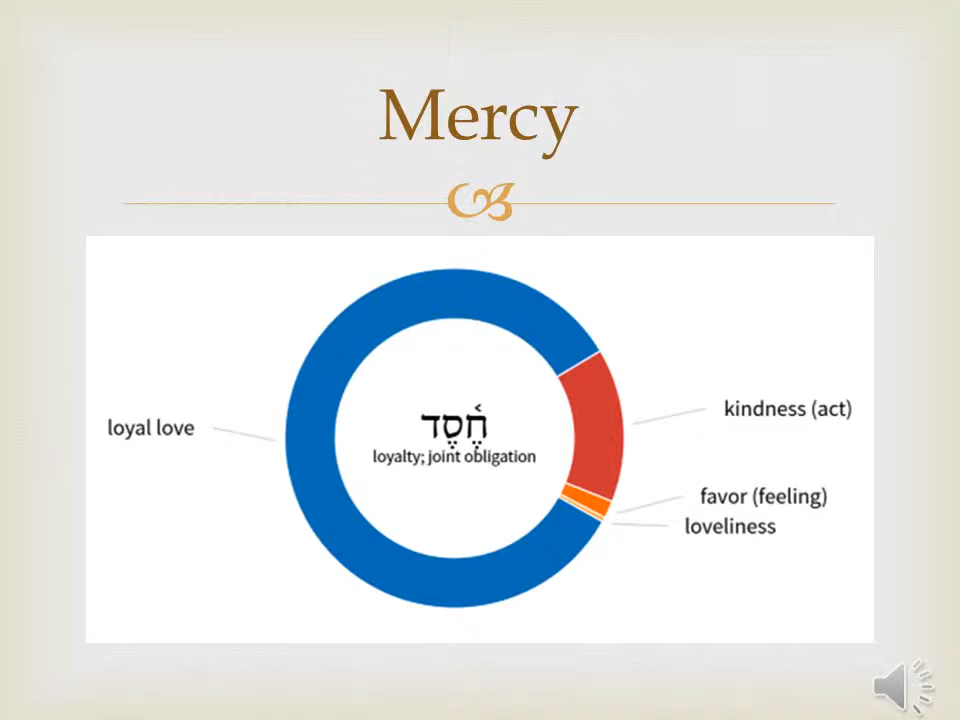 Mercy
loyal love
חֶ֫סֶד
loyalty; joint obligation
kindness (act)
favor (feeling)
loveliness